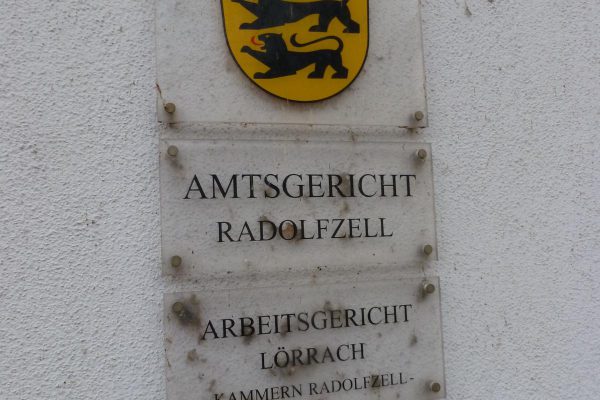 AMTSGERICHT
RADOLFZELL
ARBEITSGERICHT
LÖRRACH
KAMMERN RADOLFZELL-